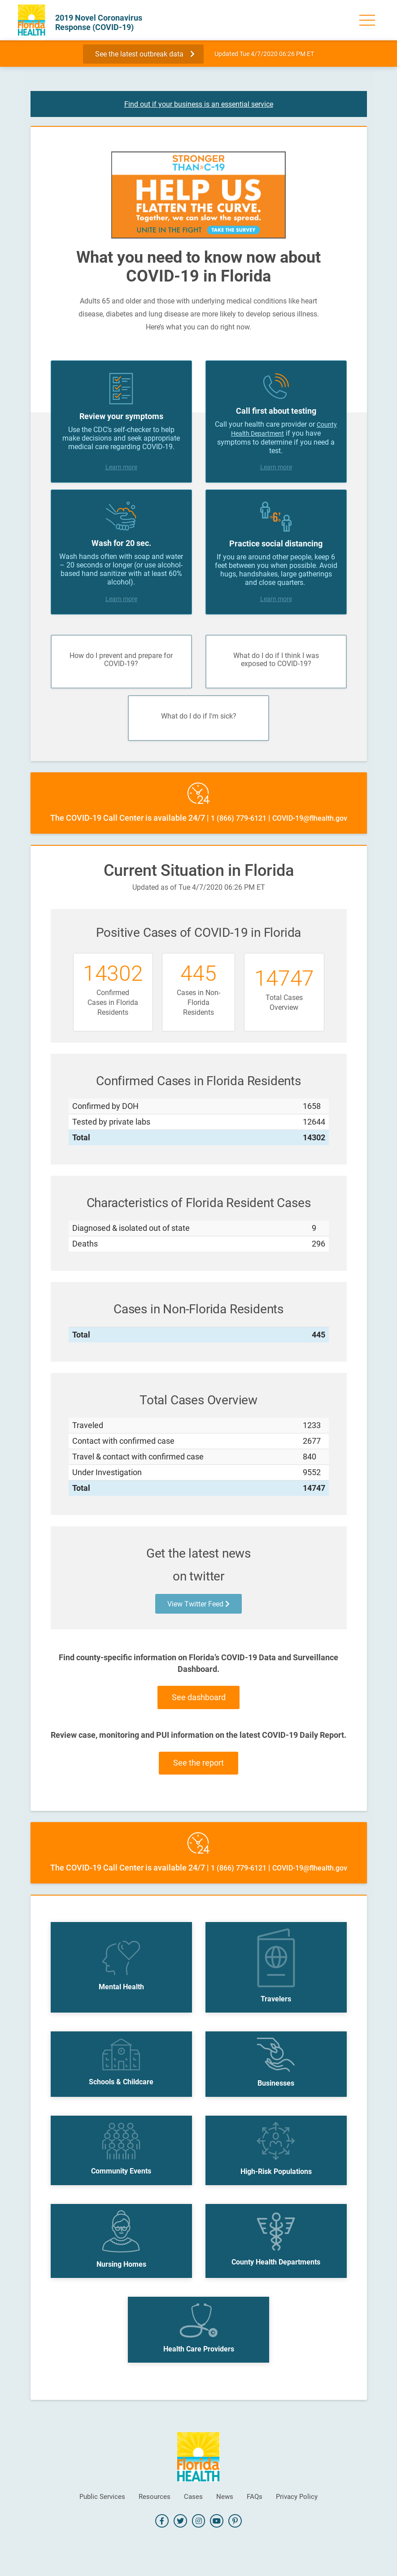 Florida
HEALTH
2019 Novel Coronavirus
Response (COVID-19)
See the latest outbreak data
Updated Tue 4/7/2020 06:26 PM ET
Find out if your business is an essential service
STRONGER
THAN C-19
HELP US
FLATTEN THE CURVE.
Together, we can slow the spread.
UNITE IN THE FIGHT TAKE THE SURVEY
What you need to know now about
COVID-19 in Florida
Adults 65 and older and those with underlying medical conditions like heart
disease, diabetes and lung disease are more likely to develop serious illness.
Here's what you can do right now.
Review your symptoms
Use the CDC's self-checker to help
make decisions and seek appropriate
medical care regarding COVID-19.
Learn more
Call first about testing
Call your health care provider or County
Health Department if you have
symptoms to determine if you need a
test.
Learn more
Wash for 20 sec.
Wash hands often with soap and water
– 20 seconds or longer (or use alcohol-
based hand sanitizer with at least 60%
alcohol).
Learn more
6'
Practice social distancing
If you are around other people, keep 6
feet between you when possible. Avoid
hugs, handshakes, large gatherings
and close quarters.
Learn more
How do I prevent and prepare for
COVID-19?
What do I do if I think I was
exposed to COVID-19?
What do I do if I'm sick?
24
The COVID-19 Call Center is available 24/7 | 1 (866) 779-6121 | COVID-19@flhealth.gov
Current Situation in Florida
Updated as of Tue 4/7/2020 06:26 PM ET
Positive Cases of COVID-19 in Florida
14302
Confirmed
Cases in Florida
Residents
445
Cases in Non-
Florida
Residents
14747
Total Cases
Overview
Confirmed Cases in Florida Residents
Confirmed by DOH 1658
Tested by private labs 12644
Total 14302
Characteristics of Florida Resident Cases
Diagnosed & isolated out of state 9
Deaths 296
Cases in Non-Florida Residents
Total 445
Total Cases Overview
Traveled 1233
Contact with confirmed case 2677
Travel & contact with confirmed case 840
Under Investigation 9552
Total 14747
Get the latest news
on twitter
View Twitter Feed
Find county-specific information on Florida's COVID-19 Data and Surveillance
Dashboard.
See dashboard
Review case, monitoring and PUI information on the latest COVID-19 Daily Report.
See the report
24
The COVID-19 Call Center is available 24/7 | 1 (866) 779-6121 | COVID-19@flhealth.gov
Mental Health
Travelers
Schools & Childcare
Businesses
Community Events
High-Risk Populations
Nursing Homes
County Health Departments
Health Care Providers
Florida
HEALTH
Public Services Resources Cases News FAQs Privacy Policy